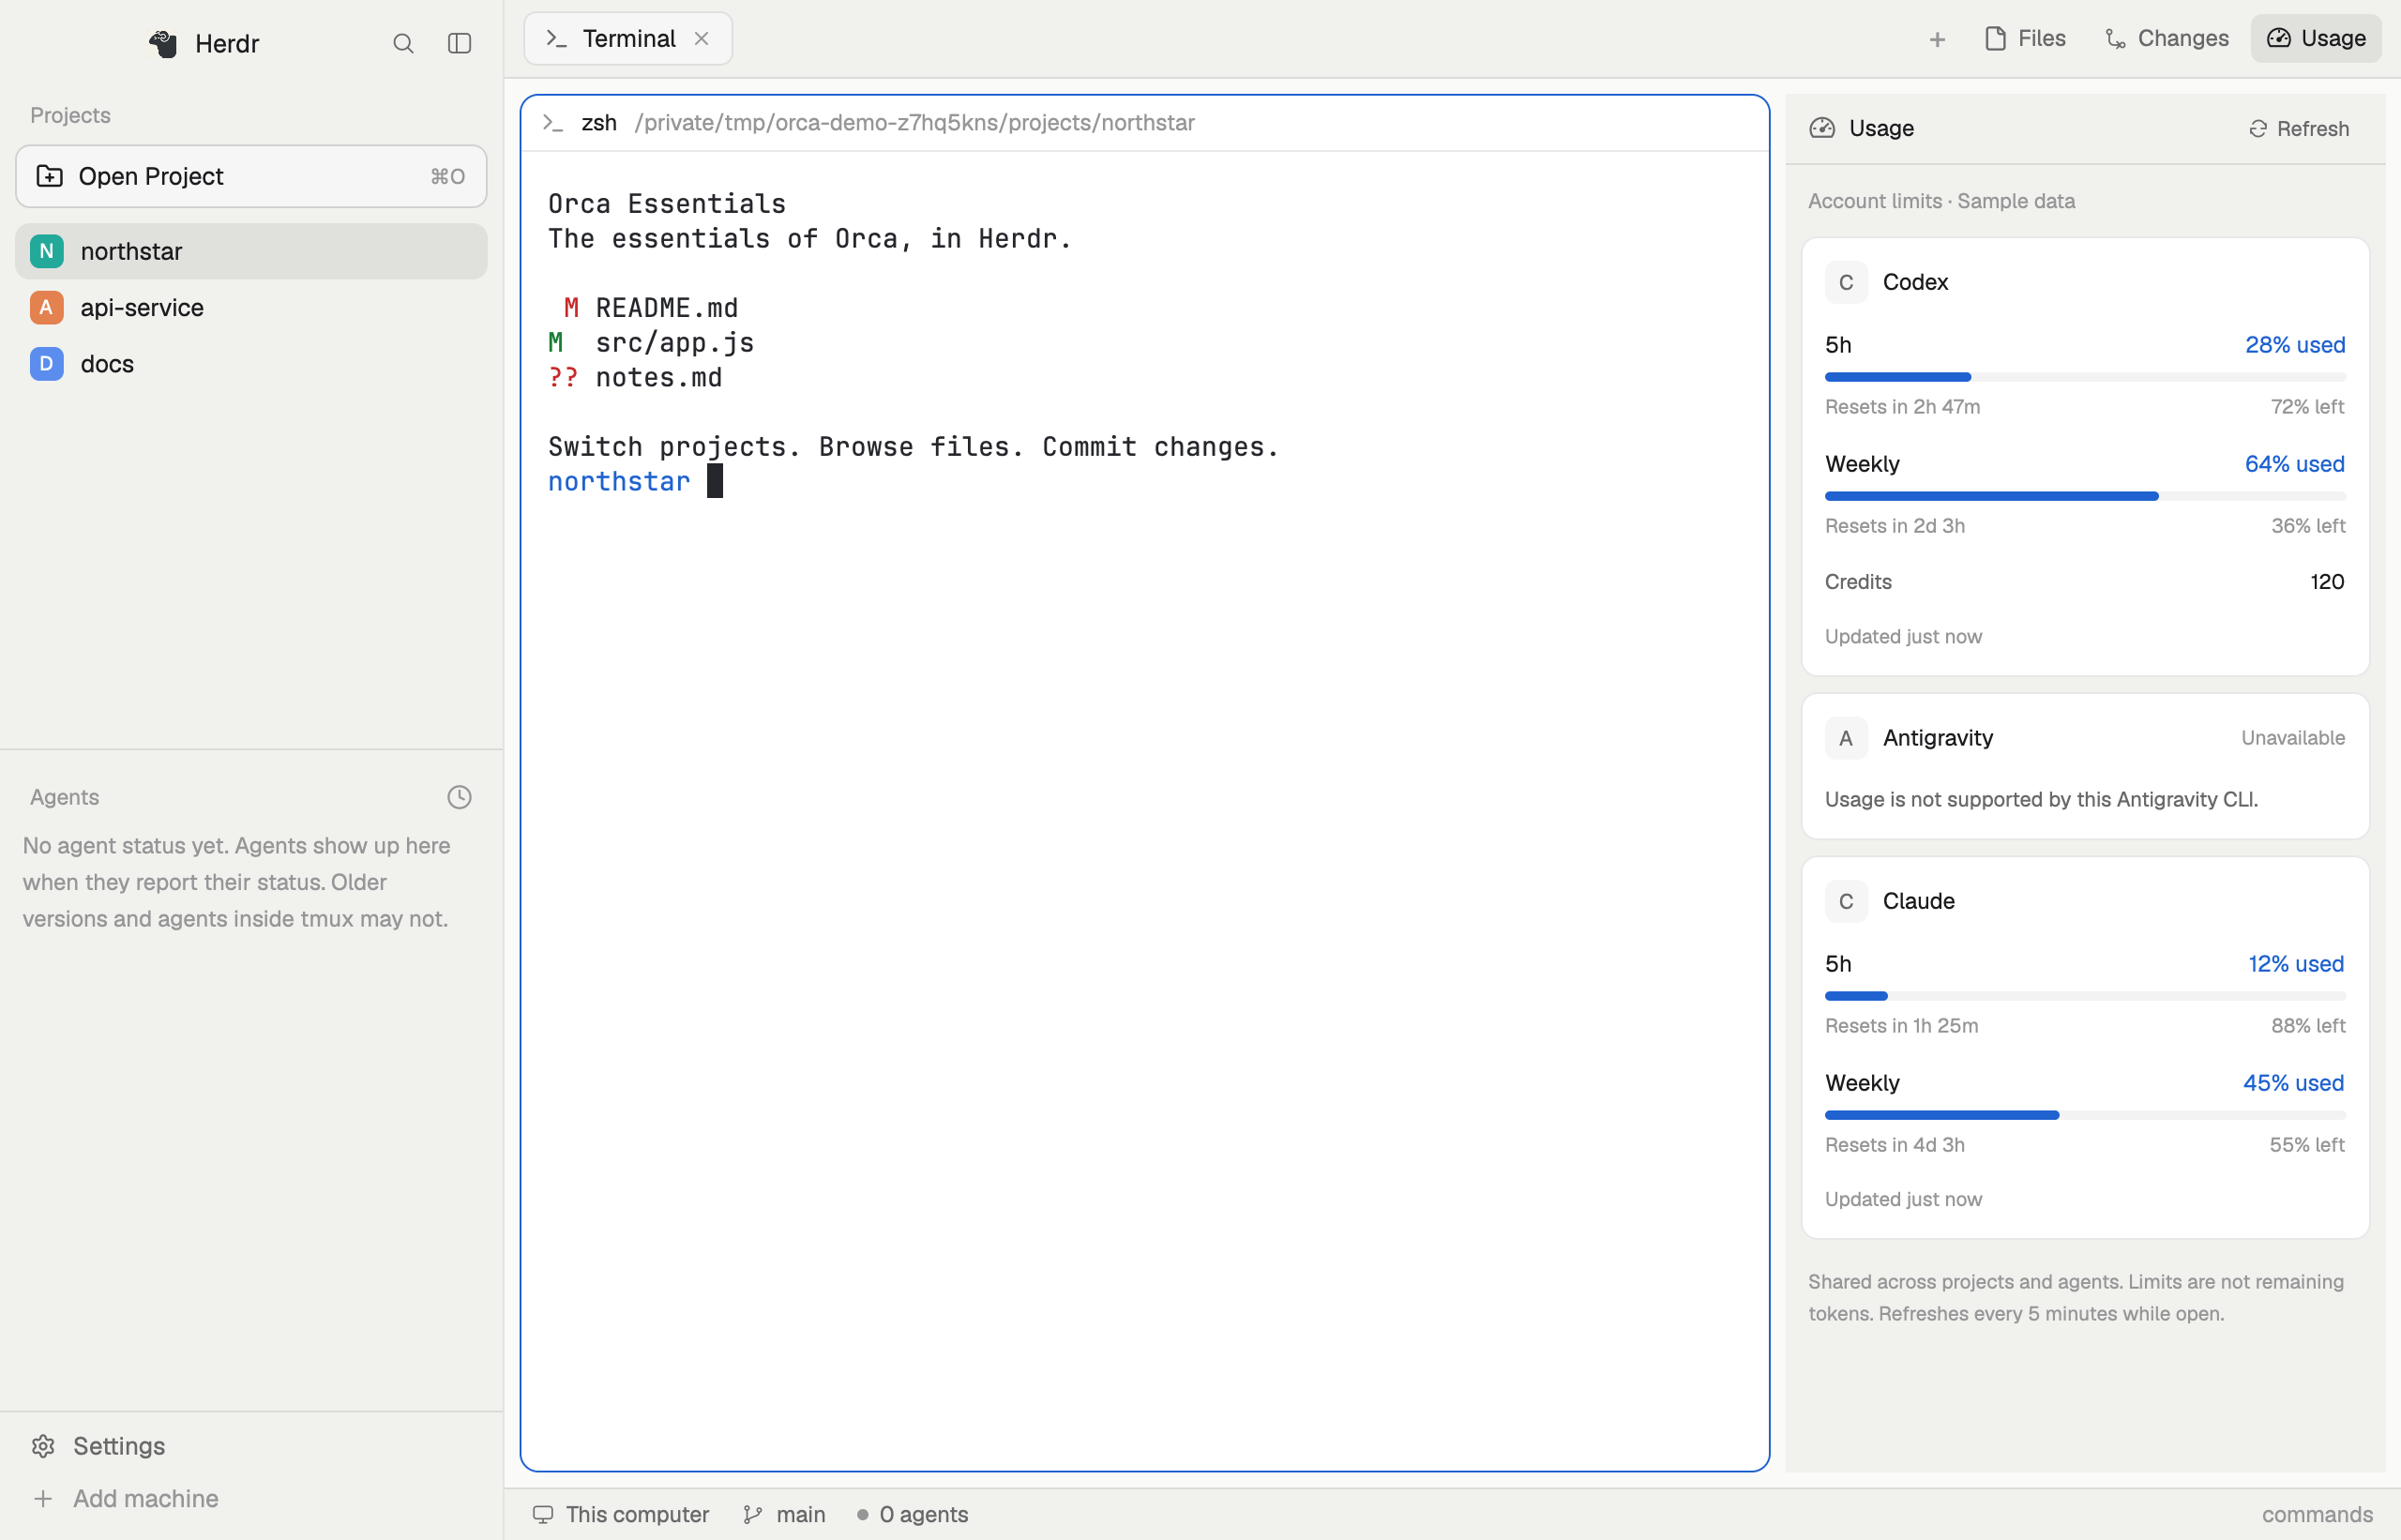 Herdr
Projects
Open Project ⌘O
N northstar
A api-service
D docs
Agents
No agent status yet. Agents show up here
when they report their status. Older
versions and agents inside tmux may not.
Settings
+ Add machine
>_ Terminal ×
+ Files Changes Usage
>_ zsh /private/tmp/orca-demo-z7hq5kns/projects/northstar
Orca Essentials
The essentials of Orca, in Herdr.
M README.md
M src/app.js
?? notes.md
Switch projects. Browse files. Commit changes.
northstar
Usage Refresh
Account limits · Sample data
C Codex
5h 28% used
Resets in 2h 47m 72% left
Weekly 64% used
Resets in 2d 3h 36% left
Credits 120
Updated just now
A Antigravity Unavailable
Usage is not supported by this Antigravity CLI.
C Claude
5h 12% used
Resets in 1h 25m 88% left
Weekly 45% used
Resets in 4d 3h 55% left
Updated just now
Shared across projects and agents. Limits are not remaining
tokens. Refreshes every 5 minutes while open.
This computer main 0 agents commands